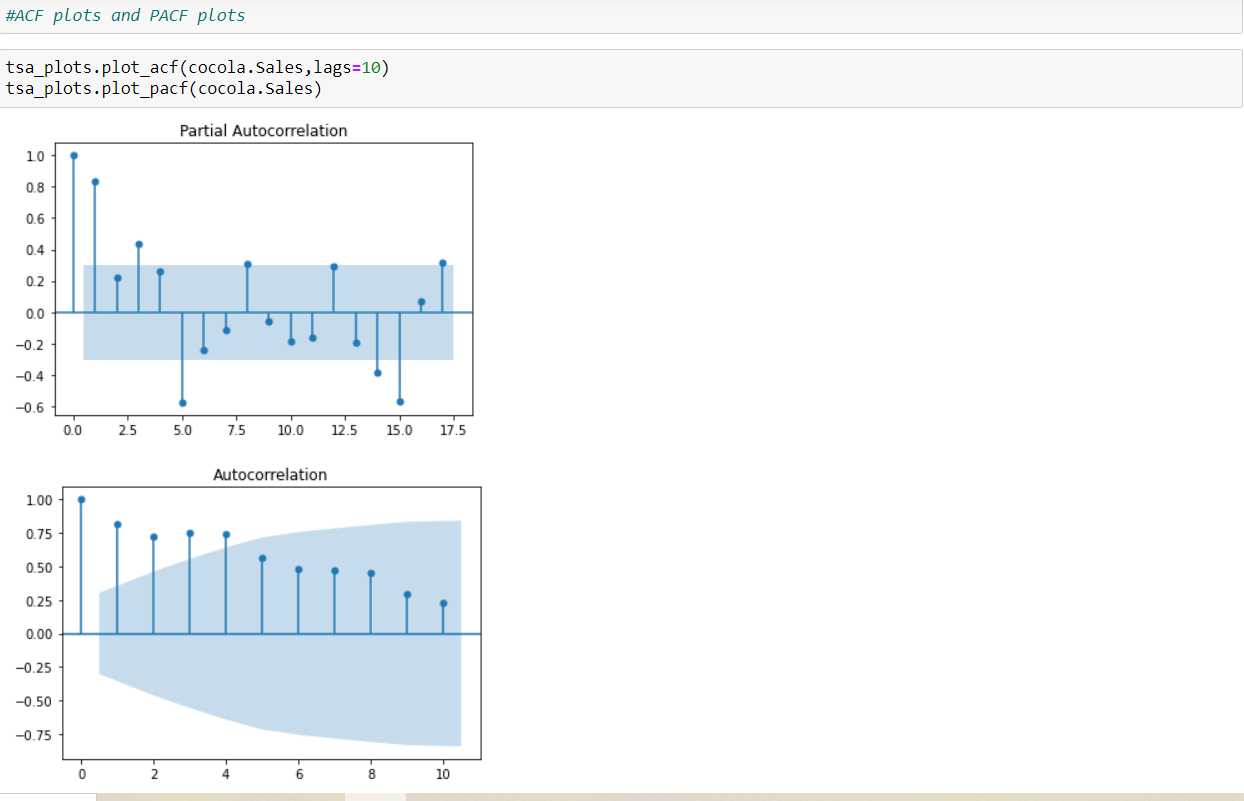 #ACF plots and PACF plots
tsa_plots.plot_acf(cocola.Sales,lags=10)
tsa_plots.plot_pacf(cocola.Sales)
Partial Autocorrelation
1.0
0.8
0.6
0.4
0.2
0.0
−0.2
−0.4
−0.6
0.0 2.5 5.0 7.5 10.0 12.5 15.0 17.5
Autocorrelation
1.00
0.75
0.50
0.25
0.00
−0.25
−0.50
−0.75
0 2 4 6 8 10